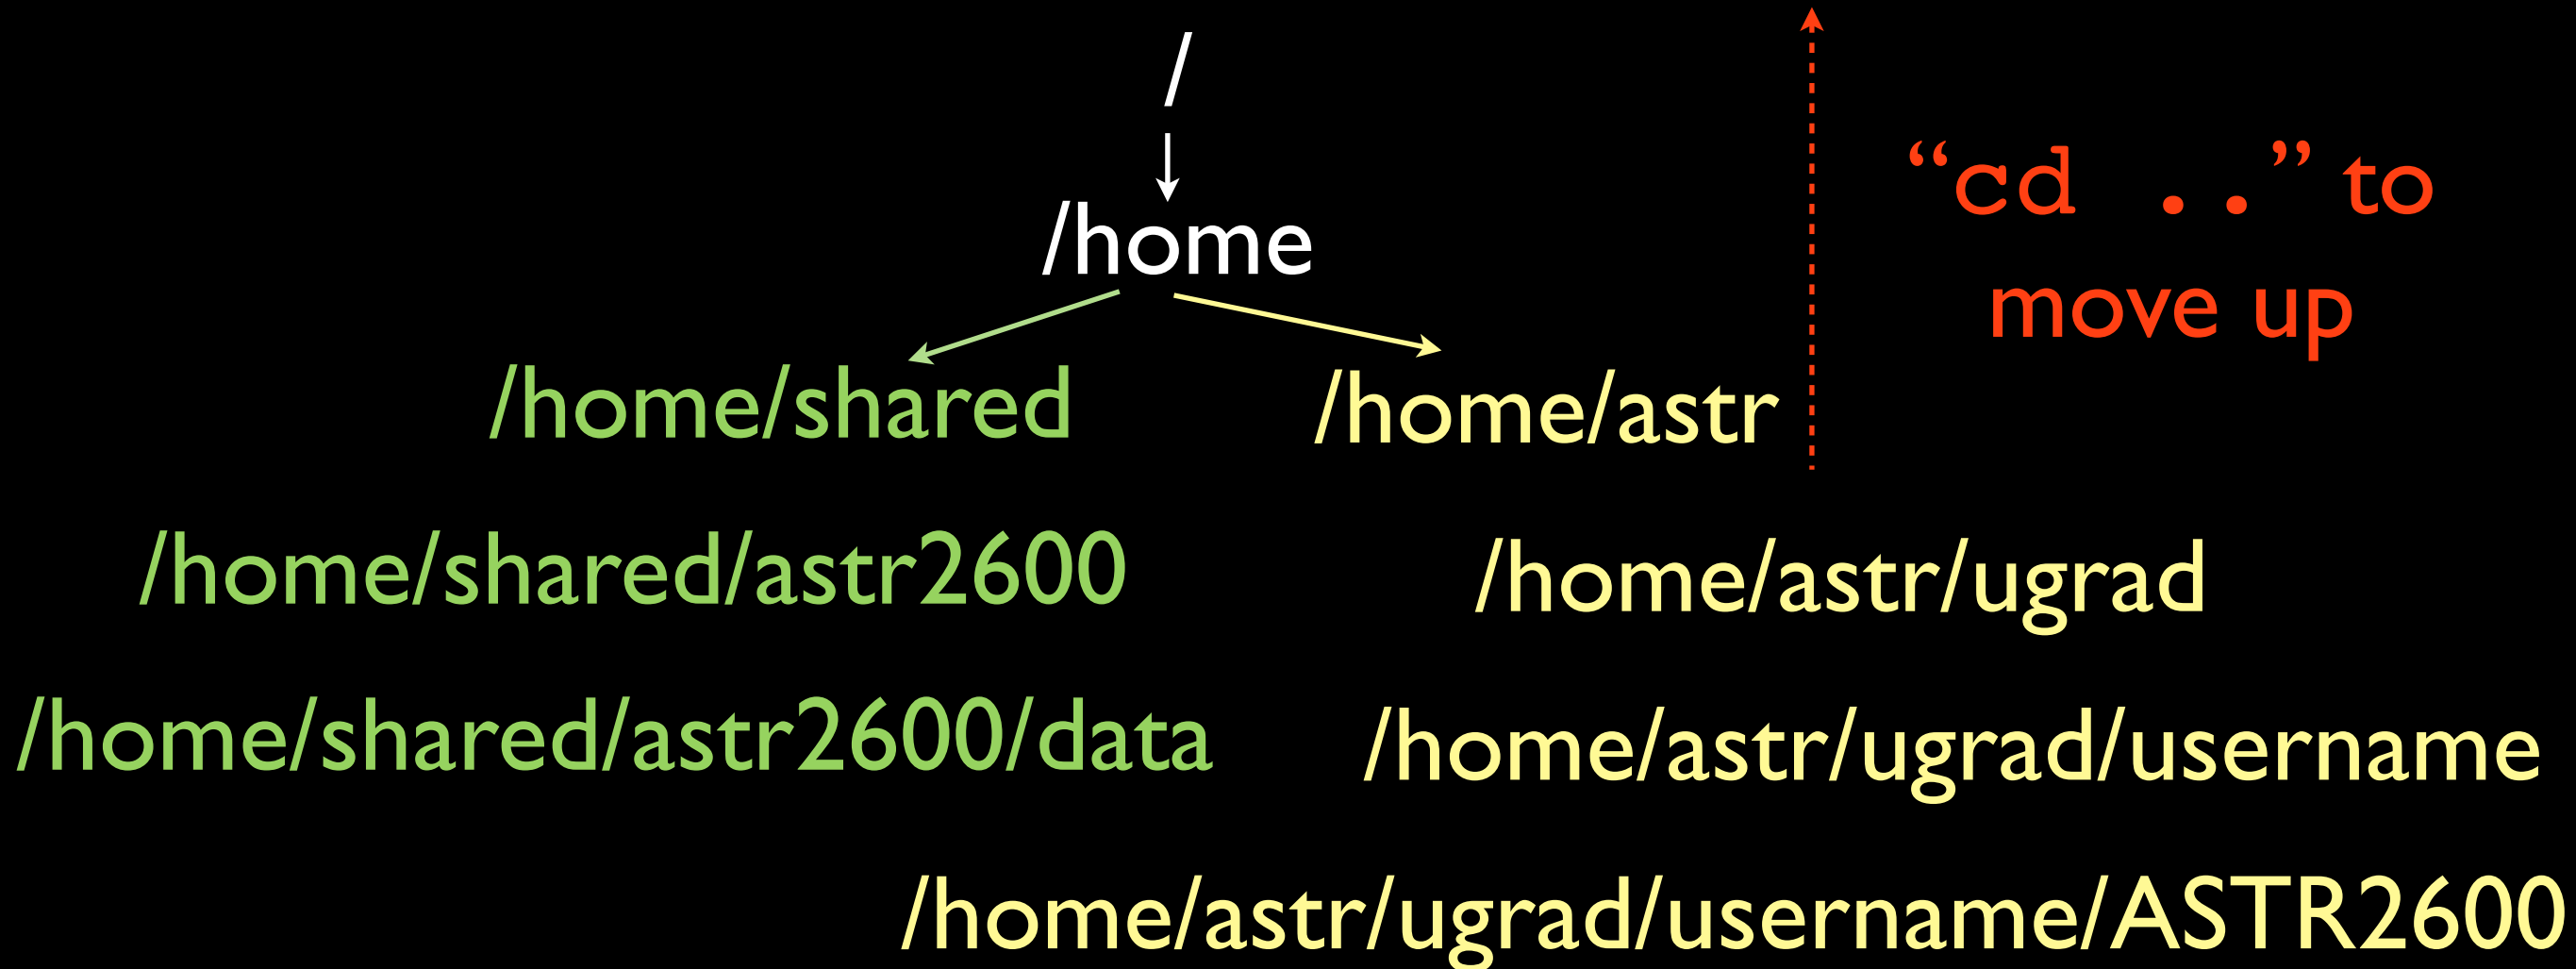 /
“cd ..” to
move up
/home
/home/shared
/home/astr
/home/shared/astr2600
/home/astr/ugrad
/home/shared/astr2600/data
/home/astr/ugrad/username
/home/astr/ugrad/username/ASTR2600